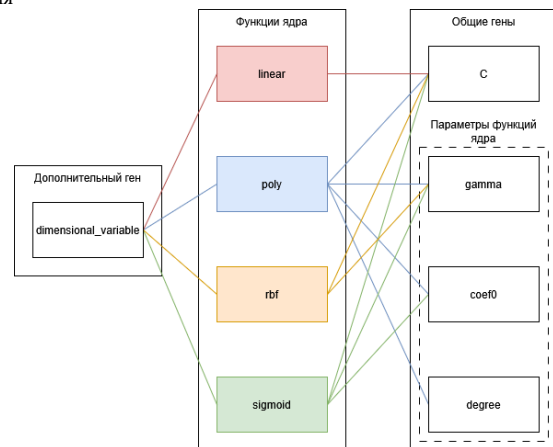 Функции ядра
Общие гены
linear
C
Параметры функций
ядра
Дополнительный ген
dimensional_variable
poly
gamma
rbf
coef0
sigmoid
degree